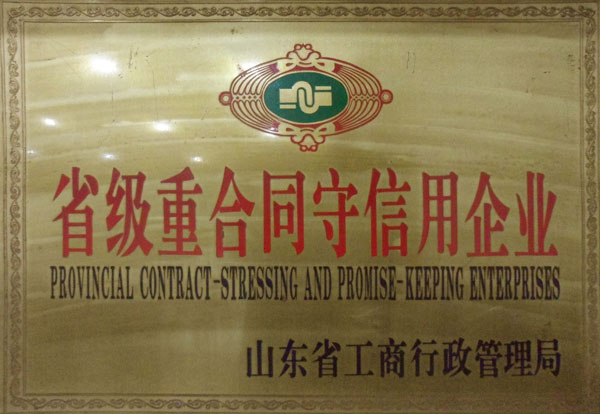 省级重合同守信用企业
PROVINCIAL CONTRACT-STRESSING AND PROMISE-KEEPING ENTERPRISES
山东省工商行政管理局